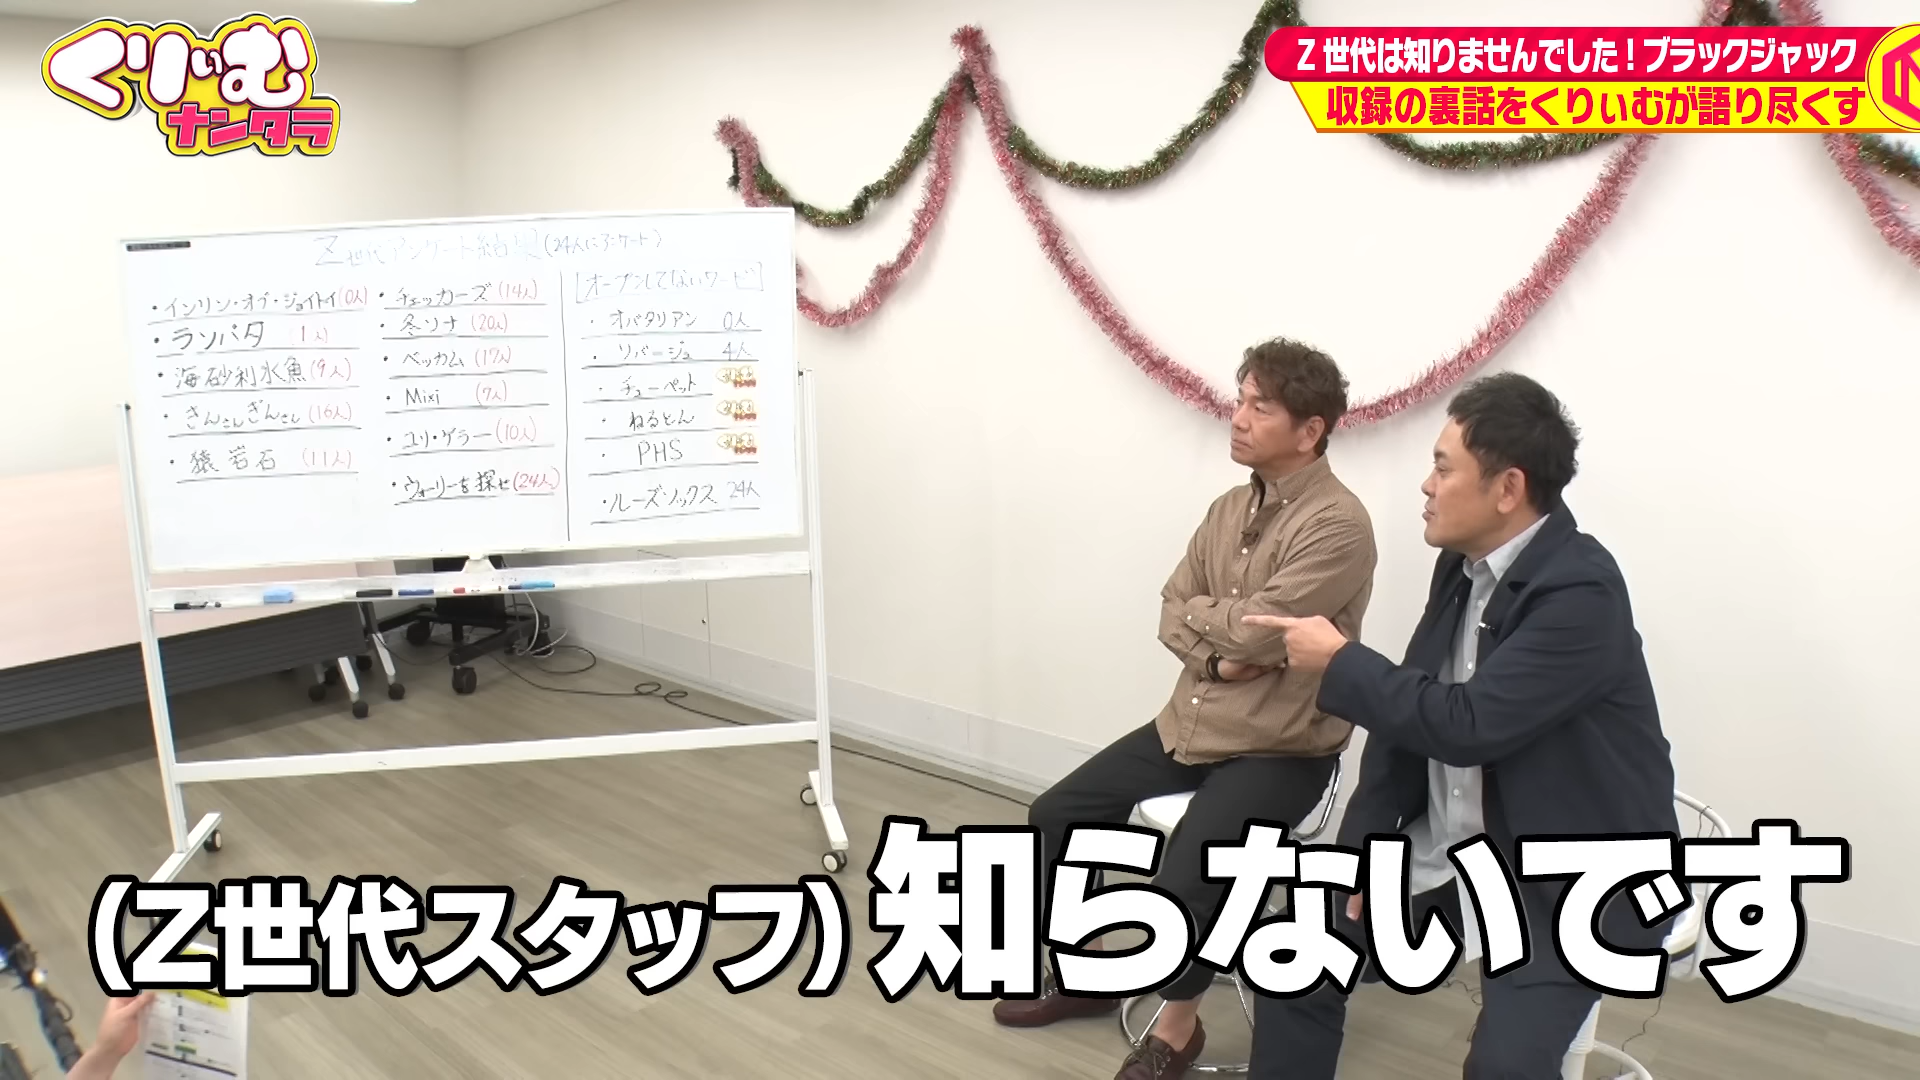 くりぃむ
ナンタラ
Z世代は知りませんでした!ブラックジャック
収録の裏話をくりぃむが語り尽くす
Z世代アンケート結果(24人にアンケート)
・インリン・オブ・ジョイトイ(0人)
・ランパダ (1人)
・海砂利水魚(9人)
・きんさんぎんさん(16人)
・猿岩石 (11人)
・チェッカーズ(14人)
・冬ソナ(20人)
・ベッカム(17人)
・Mixi (7人)
・ユリ・ゲラー(10人)
・ウォーリーを探せ(24人)
[オープンしてないワード]
・オバタリアン 0人
・リバージュ 4人
・チューペット
・ねるとん
・PHS
・ルーズソックス 24人
(Z世代スタッフ)知らないです